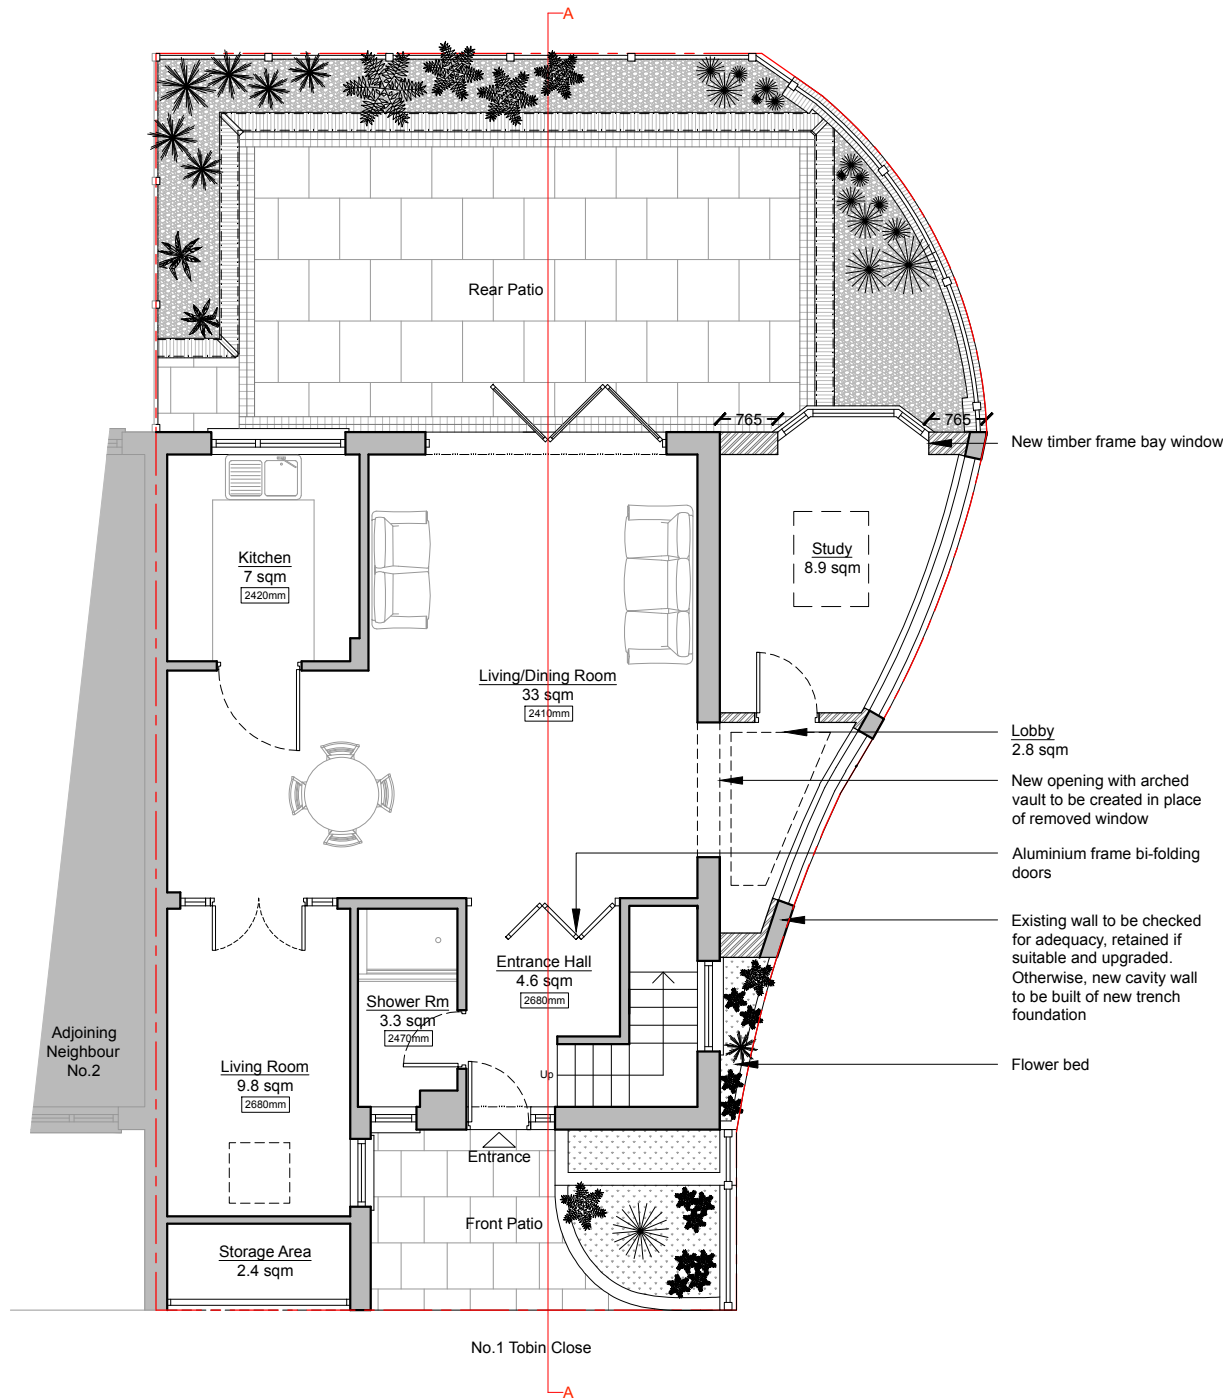 A
Rear Patio
765
765
New timber frame bay window
Kitchen
7 sqm
2420mm
Study
8.9 sqm
Living/Dining Room
33 sqm
2410mm
Lobby
2.8 sqm
New opening with arched
vault to be created in place
of removed window
Aluminium frame bi-folding
doors
Existing wall to be checked
for adequacy, retained if
suitable and upgraded.
Otherwise, new cavity wall
to be built of new trench
foundation
Entrance Hall
4.6 sqm
2680mm
Shower Rm
3.3 sqm
2470mm
Adjoining
Neighbour
No.2
Living Room
9.8 sqm
2680mm
Up
Flower bed
Entrance
Front Patio
Storage Area
2.4 sqm
No.1 Tobin Close
A